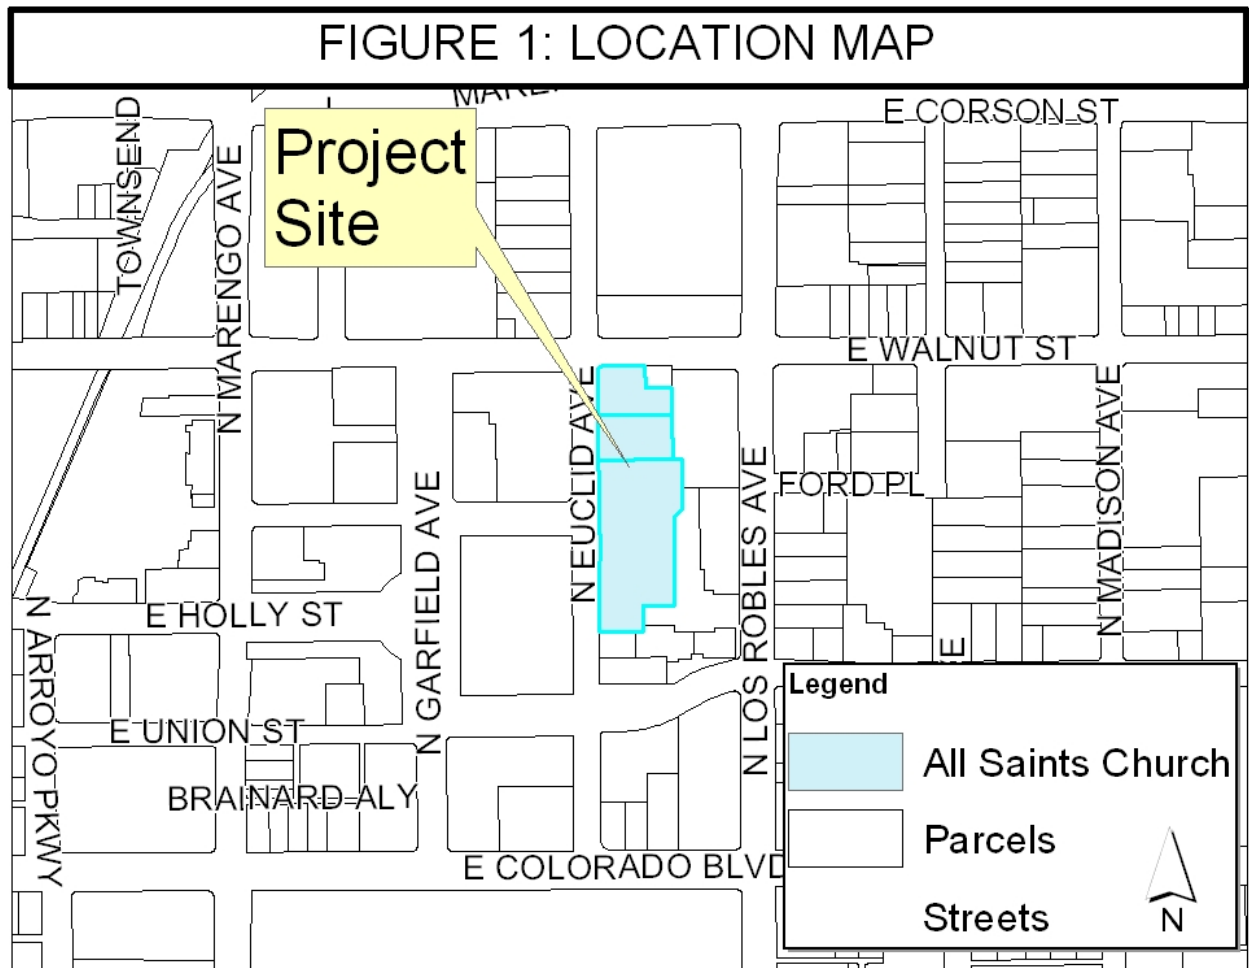 FIGURE 1: LOCATION MAP
E CORSON ST
TOWNSEND
N MARENGO AVE
Project
Site
E WALNUT ST
N EUCLID AVE
N MADISON AVE
FORD PL
N LOS ROBLES AVE
N GARFIELD AVE
E HOLLY ST
N ARROYO PKWY
E UNION ST
BRAINARD ALY
E COLORADO BLVD
Legend
All Saints Church
Parcels
Streets
N